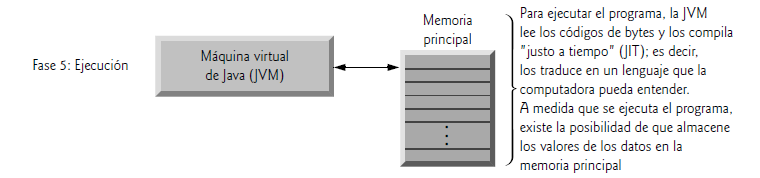 Fase 5: Ejecución
Máquina virtual
de Java (JVM)
Memoria
principal
Para ejecutar el programa, la JVM
lee los códigos de bytes y los compila
"justo a tiempo" (JIT); es decir,
los traduce en un lenguaje que la
computadora pueda entender.
A medida que se ejecuta el programa,
existe la posibilidad de que almacene
los valores de los datos en la
memoria principal